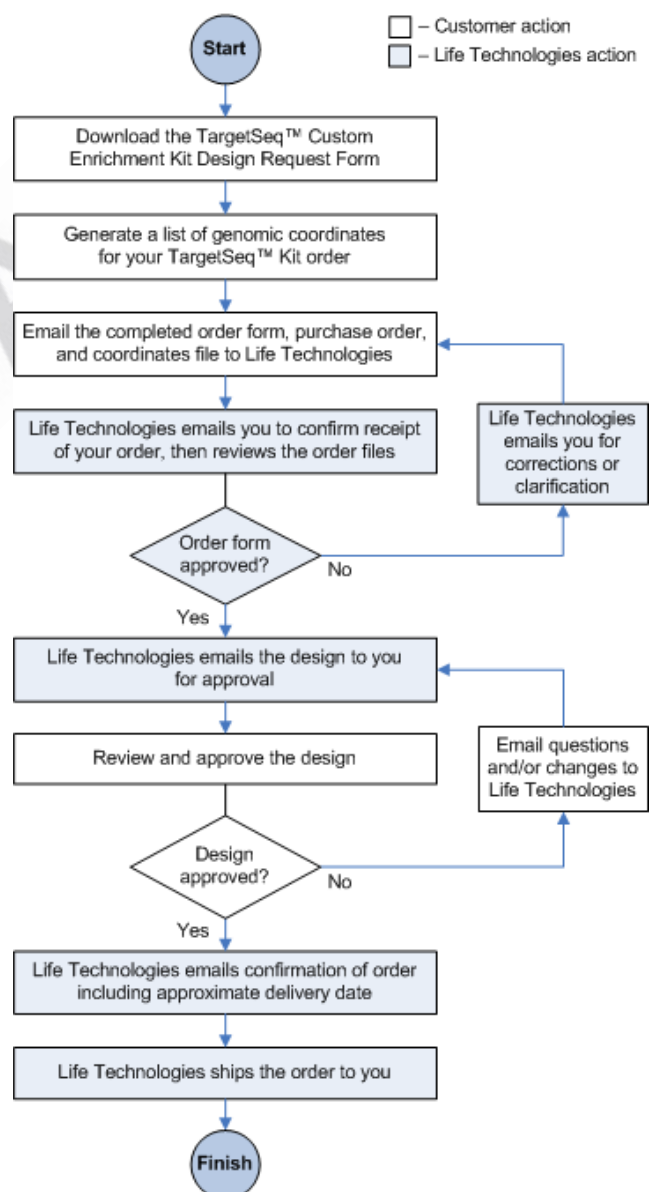 Start
– Customer action
– Life Technologies action
Download the TargetSeq™ Custom
Enrichment Kit Design Request Form
Generate a list of genomic coordinates
for your TargetSeq™ Kit order
Email the completed order form, purchase order,
and coordinates file to Life Technologies
Life Technologies emails you to confirm receipt
of your order, then reviews the order files
Life Technologies
emails you for
corrections or
clarification
Order form
approved?
No
Yes
Life Technologies emails the design to you
for approval
Review and approve the design
Email questions
and/or changes to
Life Technologies
Design
approved?
No
Yes
Life Technologies emails confirmation of order
including approximate delivery date
Life Technologies ships the order to you
Finish